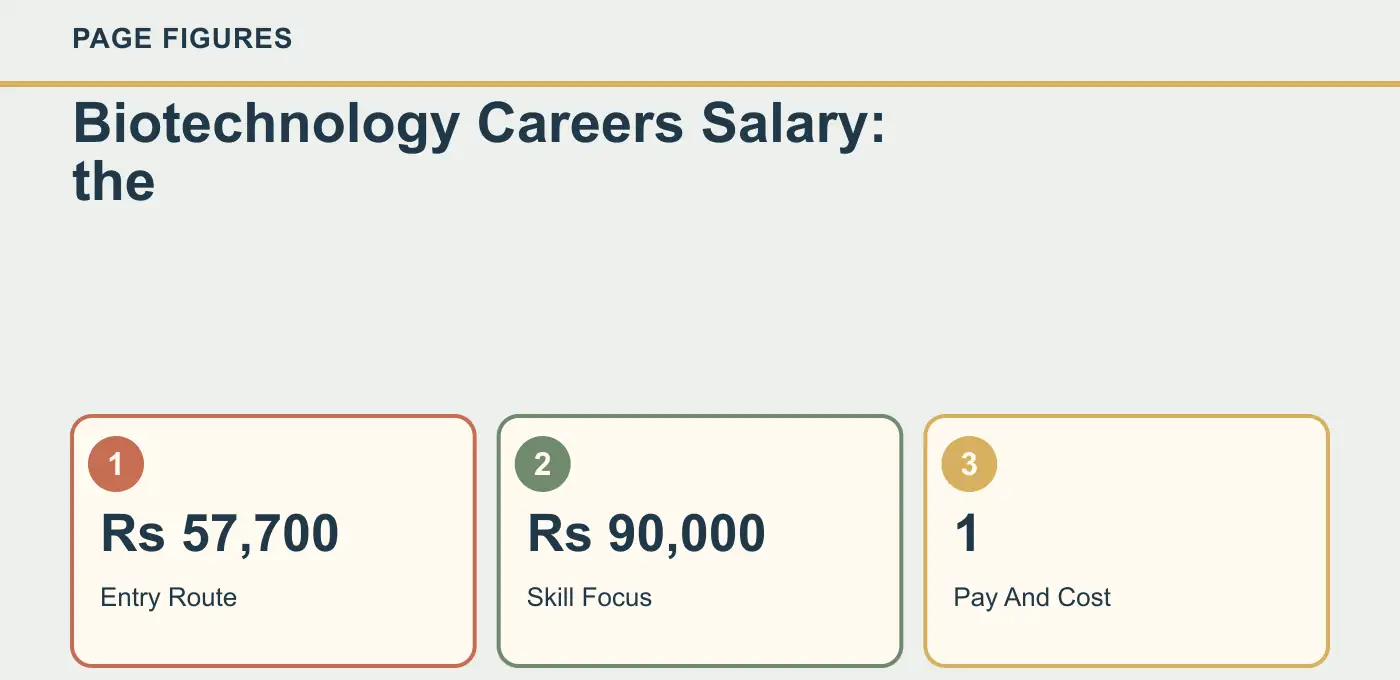 PAGE FIGURES
Biotechnology Careers Salary:
the
1
Rs 57,700
Entry Route
2
Rs 90,000
Skill Focus
3
1
Pay And Cost